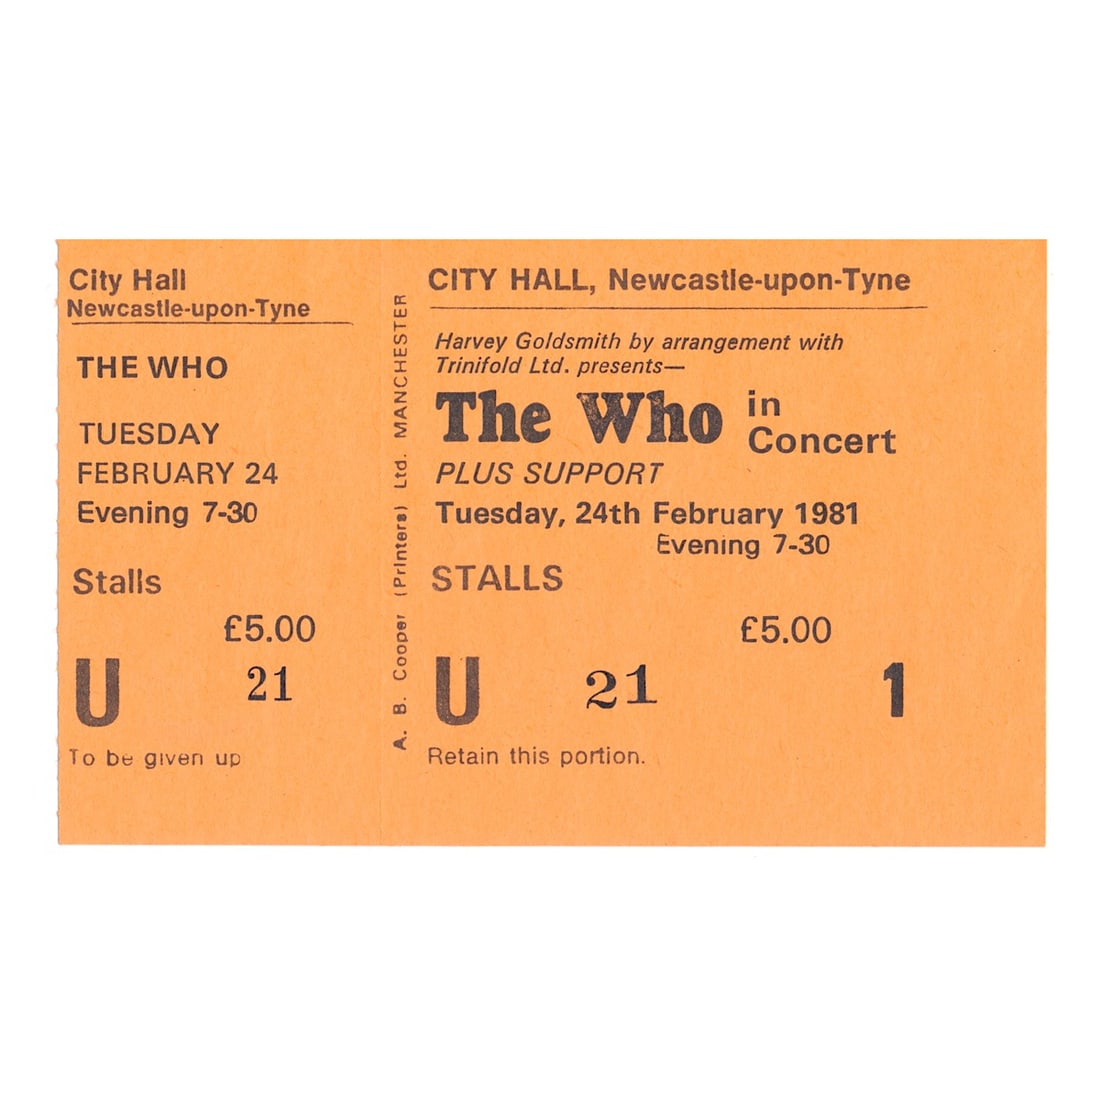 City Hall
Newcastle-upon-Tyne
THE WHO
TUESDAY
FEBRUARY 24
Evening 7-30
Stalls
£5.00
U 21
To be given up
A. B. Cooper (Printers) Ltd. MANCHESTER
CITY HALL, Newcastle-upon-Tyne
Harvey Goldsmith by arrangement with
Trinifold Ltd. presents—
The Who in
Concert
PLUS SUPPORT
Tuesday, 24th February 1981
Evening 7-30
STALLS
£5.00
U 21 1
Retain this portion.